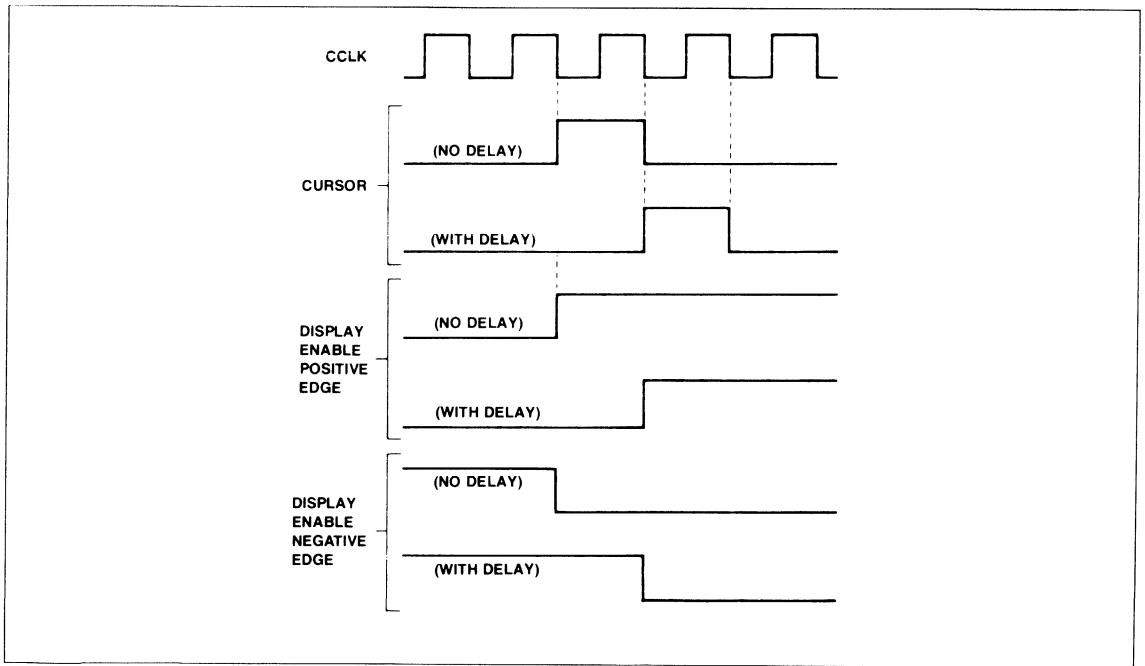 CCLK
(NO DELAY)
CURSOR
(WITH DELAY)
(NO DELAY)
DISPLAY
ENABLE
POSITIVE
EDGE
(WITH DELAY)
(NO DELAY)
DISPLAY
ENABLE
NEGATIVE
EDGE
(WITH DELAY)